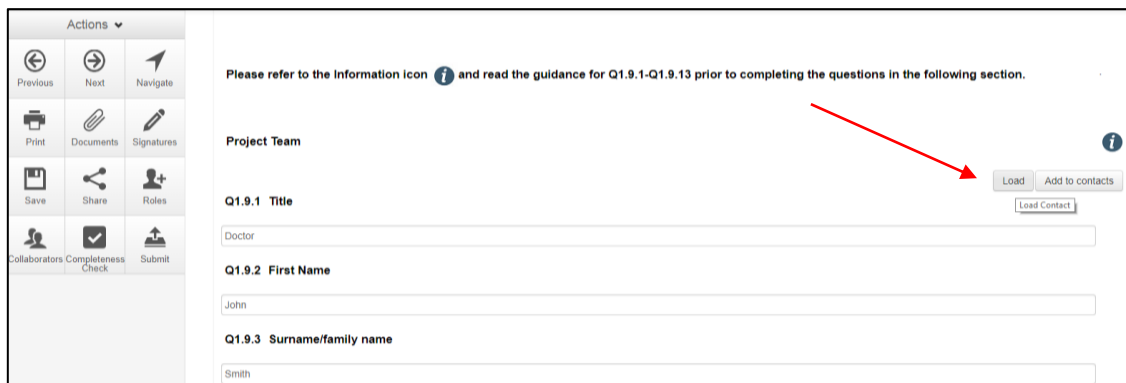 Actions
Previous Next Navigate
Print Documents Signatures
Save Share Roles
Collaborators Completeness Check Submit
Please refer to the Information icon i and read the guidance for Q1.9.1-Q1.9.13 prior to completing the questions in the following section.
Project Team i
Load Add to contacts
Load Contact
Q1.9.1 Title
Doctor
Q1.9.2 First Name
John
Q1.9.3 Surname/family name
Smith